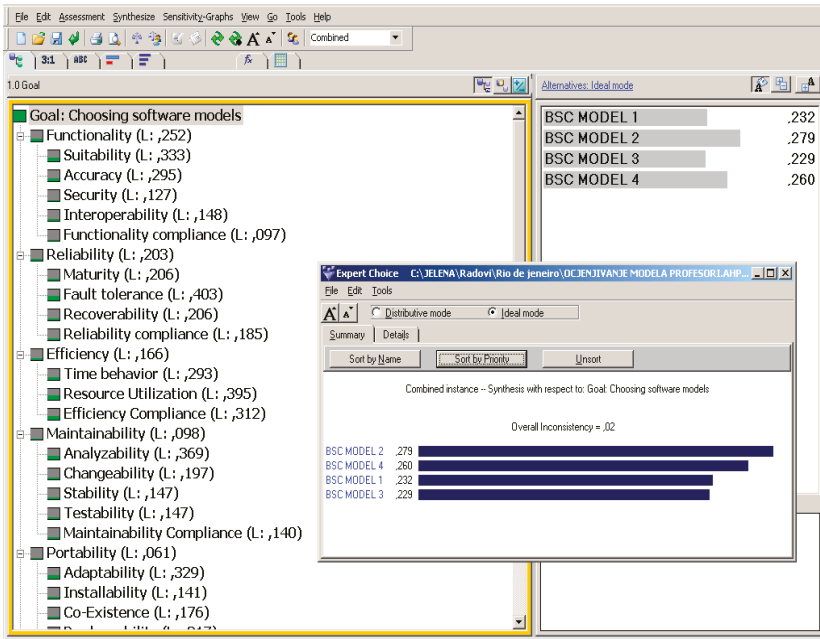 File Edit Assessment Synthesize Sensitivity-Graphs View Go Tools Help
Combined
3:1 ABC fx
1.0 Goal
Goal: Choosing software models
Functionality (L: ,252)
Suitability (L: ,333)
Accuracy (L: ,295)
Security (L: ,127)
Interoperability (L: ,148)
Functionality compliance (L: ,097)
Reliability (L: ,203)
Maturity (L: ,206)
Fault tolerance (L: ,403)
Recoverability (L: ,206)
Reliability compliance (L: ,185)
Efficiency (L: ,166)
Time behavior (L: ,293)
Resource Utilization (L: ,395)
Efficiency Compliance (L: ,312)
Maintainability (L: ,098)
Analyzability (L: ,369)
Changeability (L: ,197)
Stability (L: ,147)
Testability (L: ,147)
Maintainability Compliance (L: ,140)
Portability (L: ,061)
Adaptability (L: ,329)
Installability (L: ,141)
Co-Existence (L: ,176)
Alternatives: Ideal mode
BSC MODEL 1 ,232
BSC MODEL 2 ,279
BSC MODEL 3 ,229
BSC MODEL 4 ,260
Expert Choice C:\JELENA\Radovi\Rio de jeneiro\OCJENJIVANJE MODELA PROFESORI.AHP...
File Edit Tools
A A Distributive mode Ideal mode
Summary Details
Sort by Name Sort by Priority Unsort
Combined instance -- Synthesis with respect to: Goal: Choosing software models
Overall Inconsistency = ,02
BSC MODEL 2 ,279
BSC MODEL 4 ,260
BSC MODEL 1 ,232
BSC MODEL 3 ,229